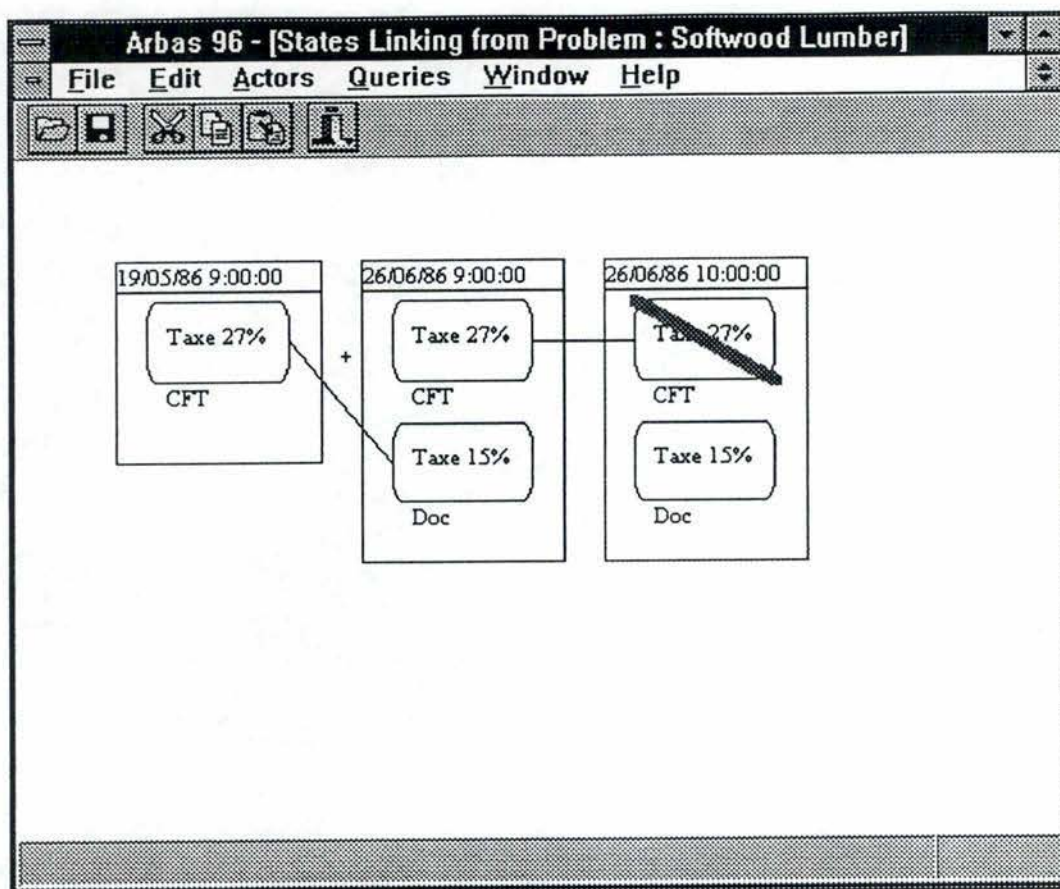 Arbas 96 - [States Linking from Problem : Softwood Lumber]
File Edit Actors Queries Window Help
19/05/86 9:00:00 26/06/86 9:00:00 26/06/86 10:00:00
Taxe 27% + Taxe 27% Taxe 27%
CFT CFT CFT
Taxe 15% Taxe 15%
Doc Doc